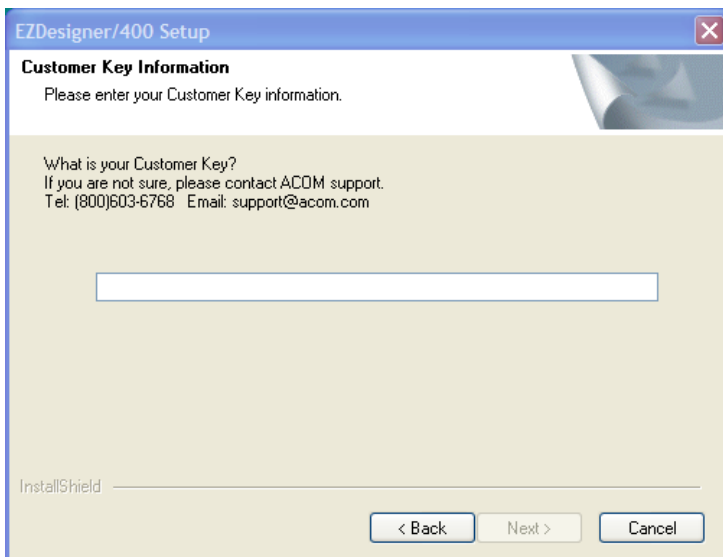 EZDesigner/400 Setup
Customer Key Information
Please enter your Customer Key information.
What is your Customer Key?
If you are not sure, please contact ACOM support.
Tel: (800)603-6768   Email: support@acom.com
InstallShield
< Back
Next >
Cancel